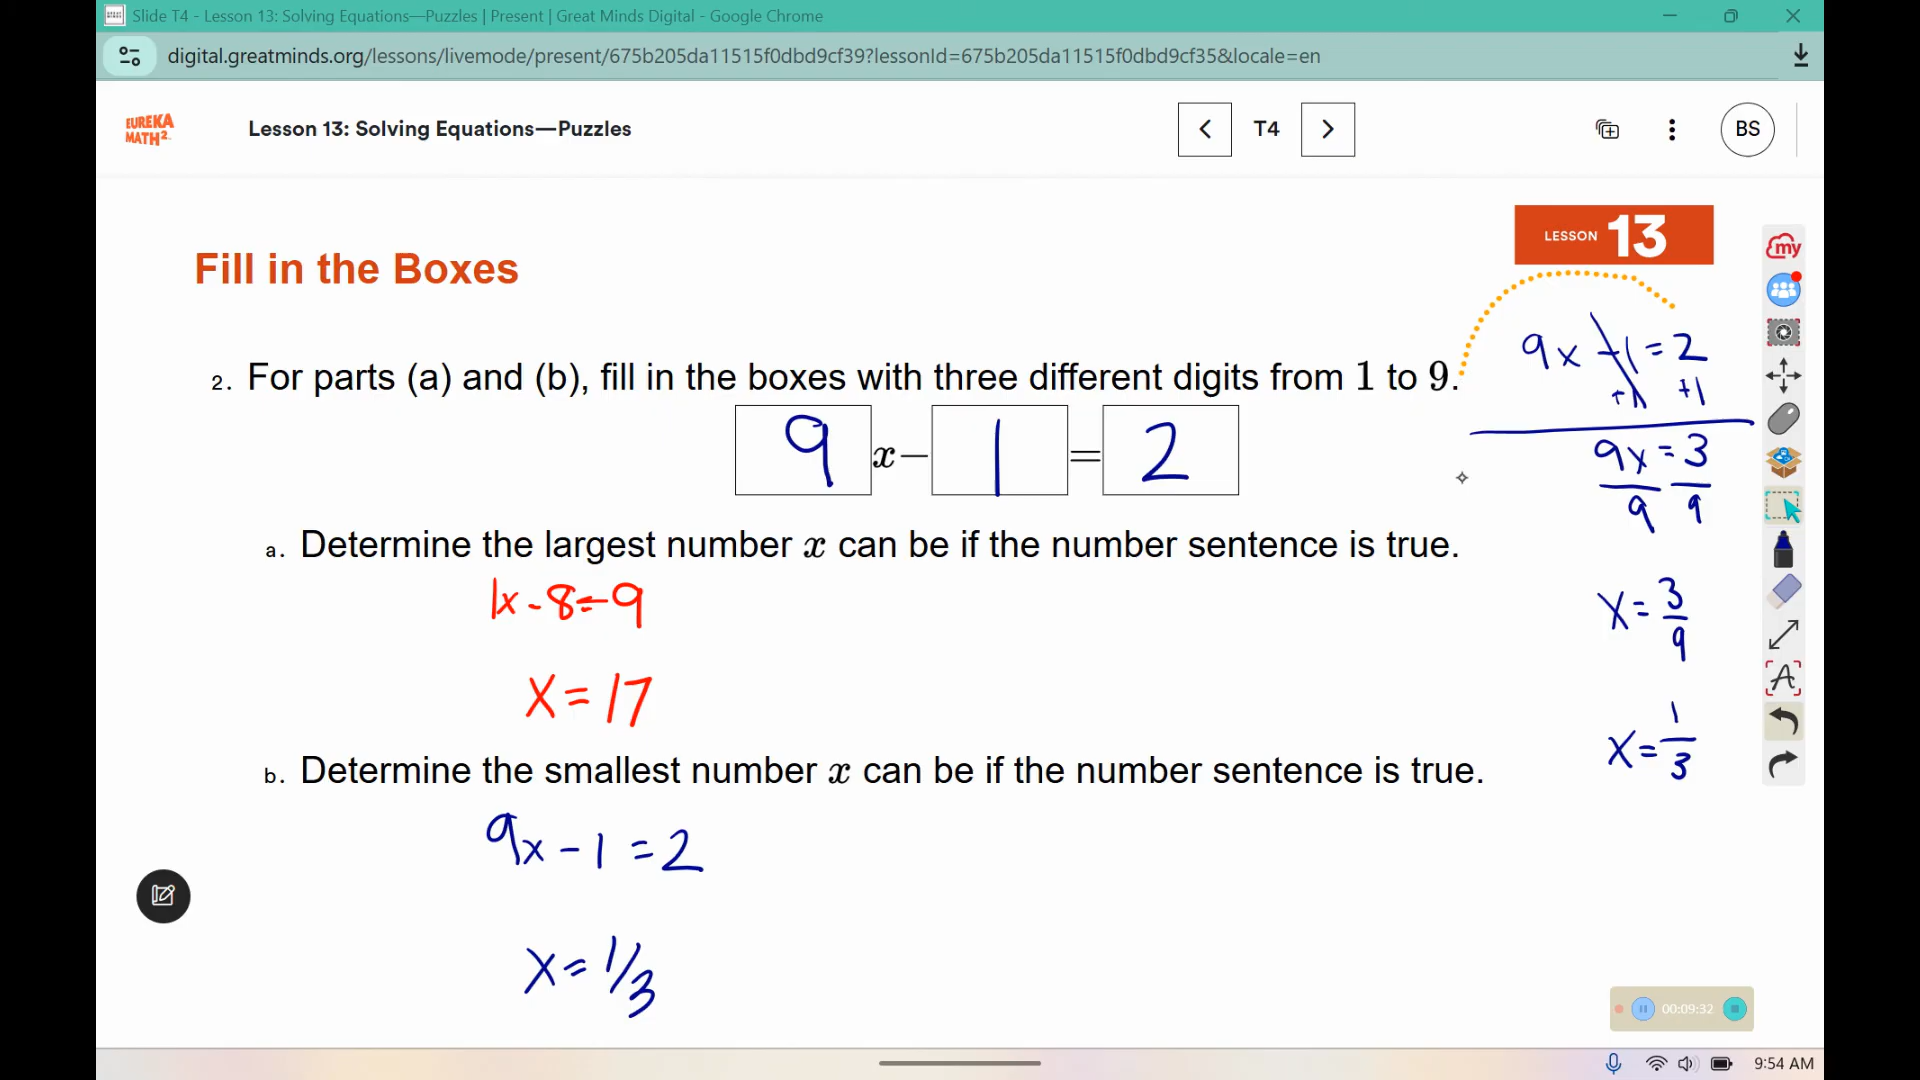 Slide T4 - Lesson 13: Solving Equations—Puzzles | Present | Great Minds Digital - Google Chrome
digital.greatminds.org/lessons/livemode/present/675b205da11515f0dbd9cf39?lessonId=675b205da11515f0dbd9cf35&locale=en
EUREKA
MATH²
Lesson 13: Solving Equations—Puzzles
T4
BS
LESSON 13
my
Fill in the Boxes
2. For parts (a) and (b), fill in the boxes with three different digits from 1 to 9.
9 x − 1 = 2
9x - 1 = 2
+1 +1
9x = 3
9 9
x = 3/9
x = 1/3
a. Determine the largest number x can be if the number sentence is true.
1x - 8 = 9
x = 17
b. Determine the smallest number x can be if the number sentence is true.
9x - 1 = 2
x = 1/3
A
00:09:32
9:54 AM